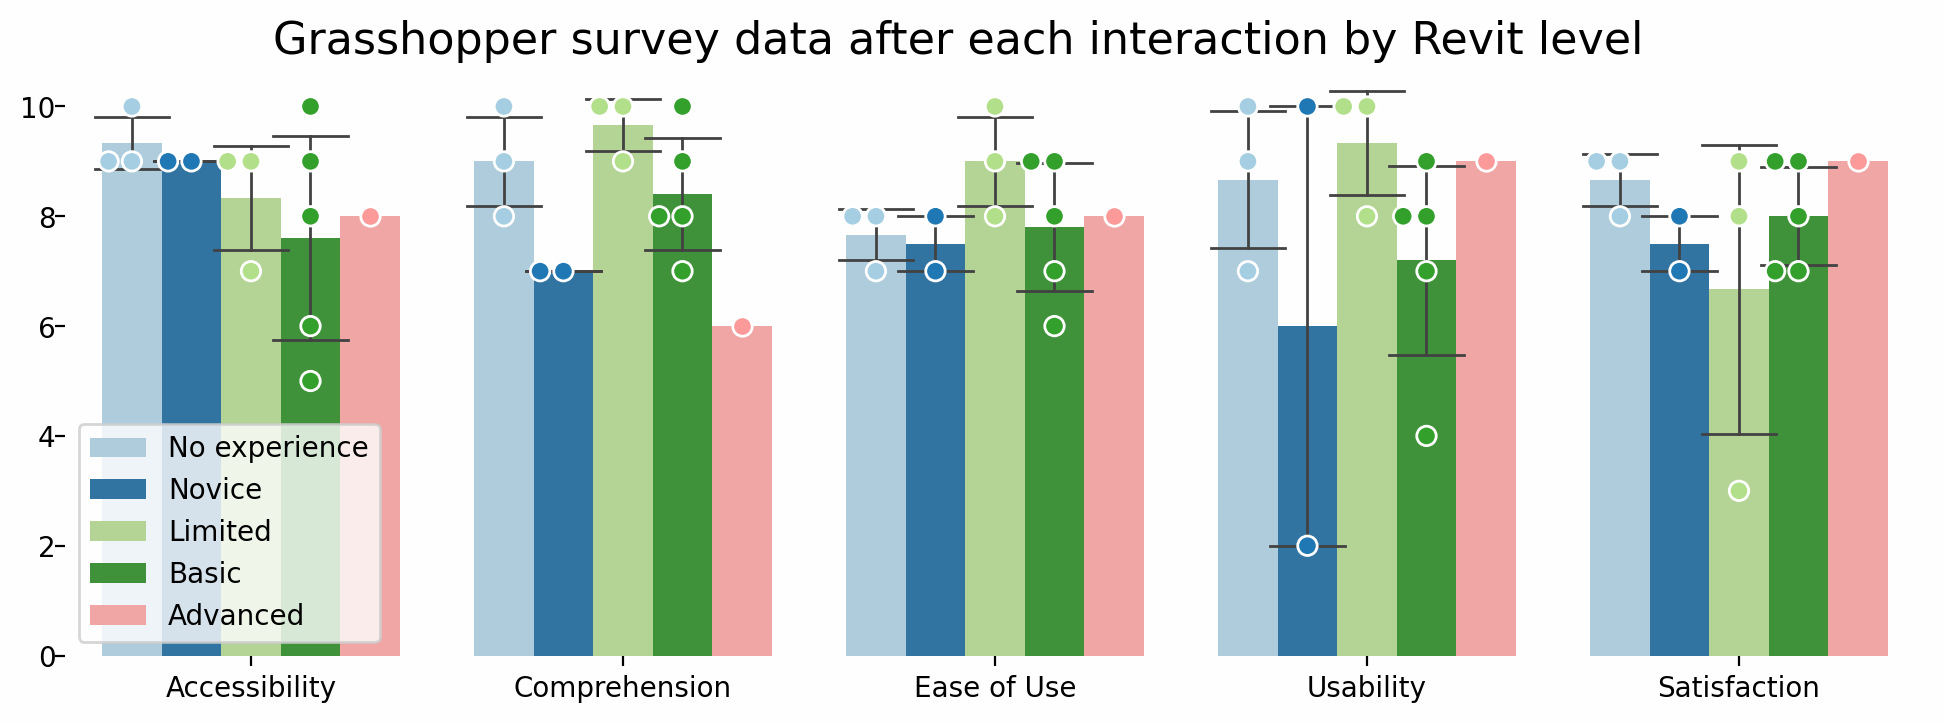 Grasshopper survey data after each interaction by Revit level
10
8
6
4
2
0
No experience
Novice
Limited
Basic
Advanced
Accessibility
Comprehension
Ease of Use
Usability
Satisfaction